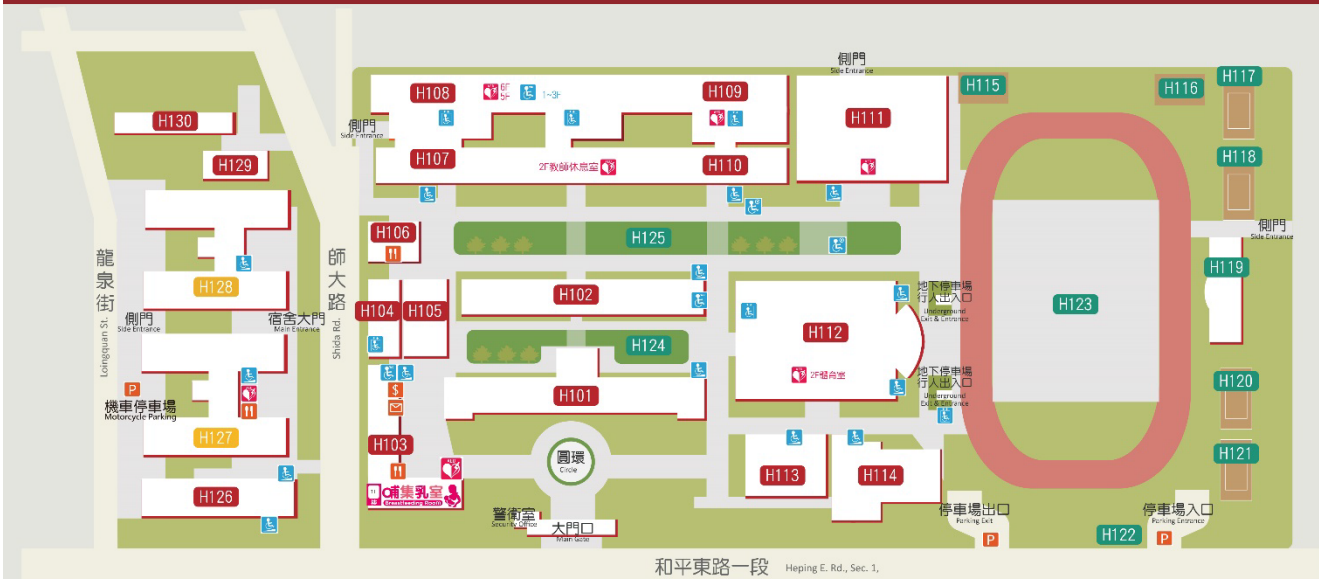 側門
Side Entrance
H117
H115
H116
H108
6F
5F
1~3F
H109
H111
H130
側門
Side Entrance
H129
H107
2F教師休息室
H110
H118
H106
H125
側門
Side Entrance
龍泉街
Loingquan St.
師大路
Shida Rd.
H128
H102
H119
地下停車場
行人出入口
Underground
Exit & Entrance
側門
Side Entrance
宿舍大門
Main Entrance
H104
H105
H112
H123
H124
2F體育室
地下停車場
行人出入口
Underground
Exit & Entrance
P
機車停車場
Motorcycle Parking
$
H101
H120
H127
H103
圓環
Circle
H113
H114
H121
H126
哺集乳室
Breastfeeding Room
警衛室
Security Office
大門口
Main Gate
停車場出口
Parking Exit
P
H122
停車場入口
Parking Entrance
P
和平東路一段 Heping E. Rd., Sec. 1,